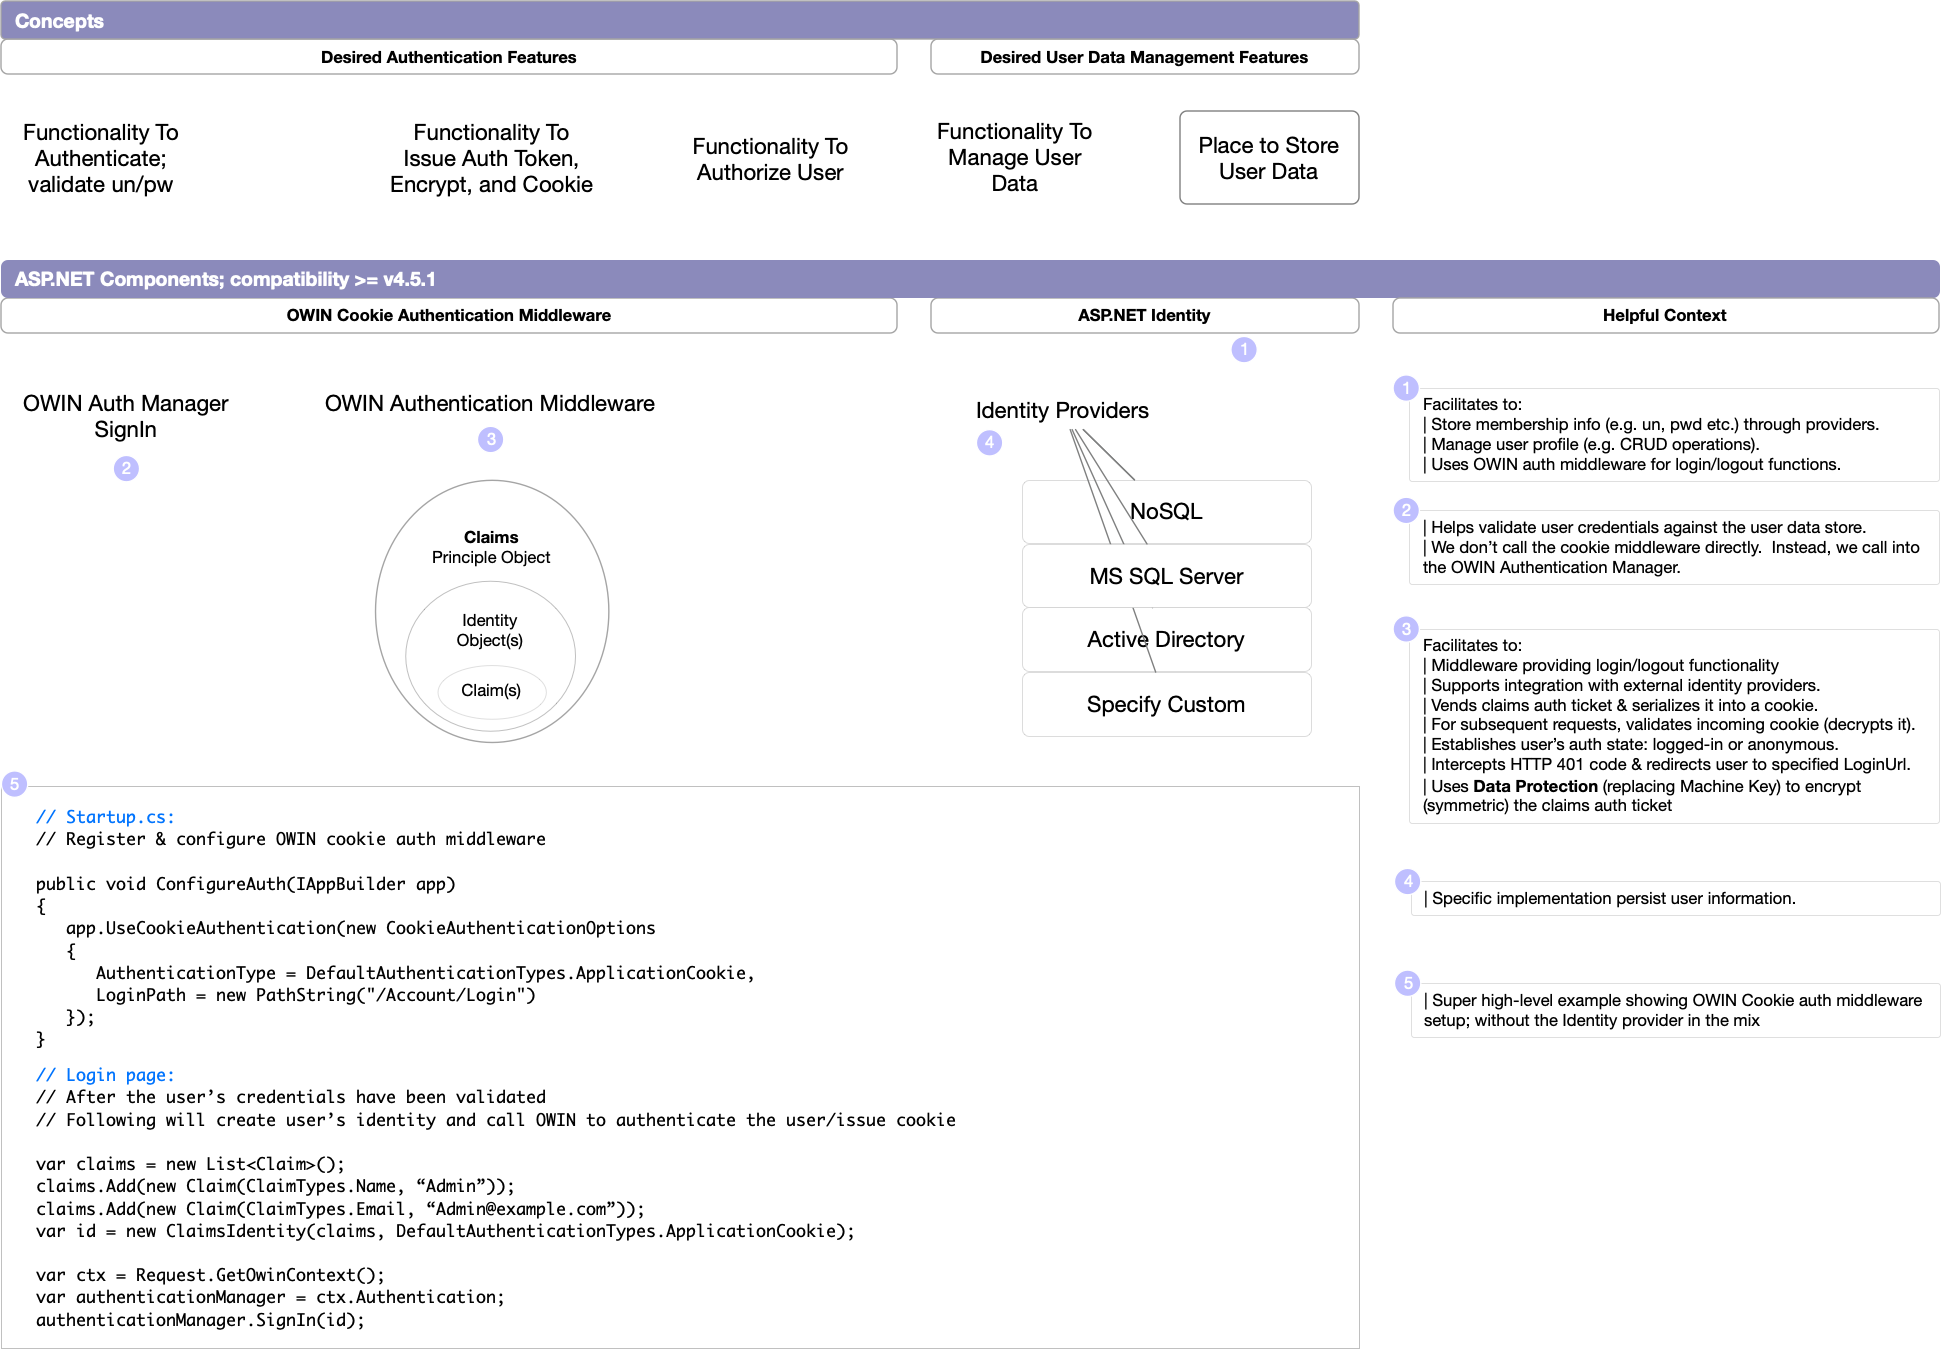 Concepts
Desired Authentication Features
Desired User Data Management Features
Functionality To
Authenticate;
validate un/pw
Functionality To
Issue Auth Token,
Encrypt, and Cookie
Functionality To
Authorize User
Functionality To
Manage User
Data
Place to Store
User Data
ASP.NET Components; compatibility >= v4.5.1
OWIN Cookie Authentication Middleware
ASP.NET Identity
Helpful Context
1
OWIN Auth Manager
SignIn
2
OWIN Authentication Middleware
3
Claims
Principle Object
Identity
Object(s)
Claim(s)
Identity Providers
4
NoSQL
MS SQL Server
Active Directory
Specify Custom
1
Facilitates to:
| Store membership info (e.g. un, pwd etc.) through providers.
| Manage user profile (e.g. CRUD operations).
| Uses OWIN auth middleware for login/logout functions.
2
| Helps validate user credentials against the user data store.
| We don’t call the cookie middleware directly.  Instead, we call into
the OWIN Authentication Manager.
3
Facilitates to:
| Middleware providing login/logout functionality
| Supports integration with external identity providers.
| Vends claims auth ticket & serializes it into a cookie.
| For subsequent requests, validates incoming cookie (decrypts it).
| Establishes user’s auth state: logged-in or anonymous.
| Intercepts HTTP 401 code & redirects user to specified LoginUrl.
| Uses Data Protection (replacing Machine Key) to encrypt
(symmetric) the claims auth ticket
4
| Specific implementation persist user information.
5
| Super high-level example showing OWIN Cookie auth middleware
setup; without the Identity provider in the mix
5
// Startup.cs:
// Register & configure OWIN cookie auth middleware
public void ConfigureAuth(IAppBuilder app)
{
   app.UseCookieAuthentication(new CookieAuthenticationOptions
   {
      AuthenticationType = DefaultAuthenticationTypes.ApplicationCookie,
      LoginPath = new PathString("/Account/Login")
   });
}
// Login page:
// After the user’s credentials have been validated
// Following will create user’s identity and call OWIN to authenticate the user/issue cookie
var claims = new List<Claim>();
claims.Add(new Claim(ClaimTypes.Name, “Admin”));
claims.Add(new Claim(ClaimTypes.Email, “Admin@example.com”));
var id = new ClaimsIdentity(claims, DefaultAuthenticationTypes.ApplicationCookie);
var ctx = Request.GetOwinContext();
var authenticationManager = ctx.Authentication;
authenticationManager.SignIn(id);